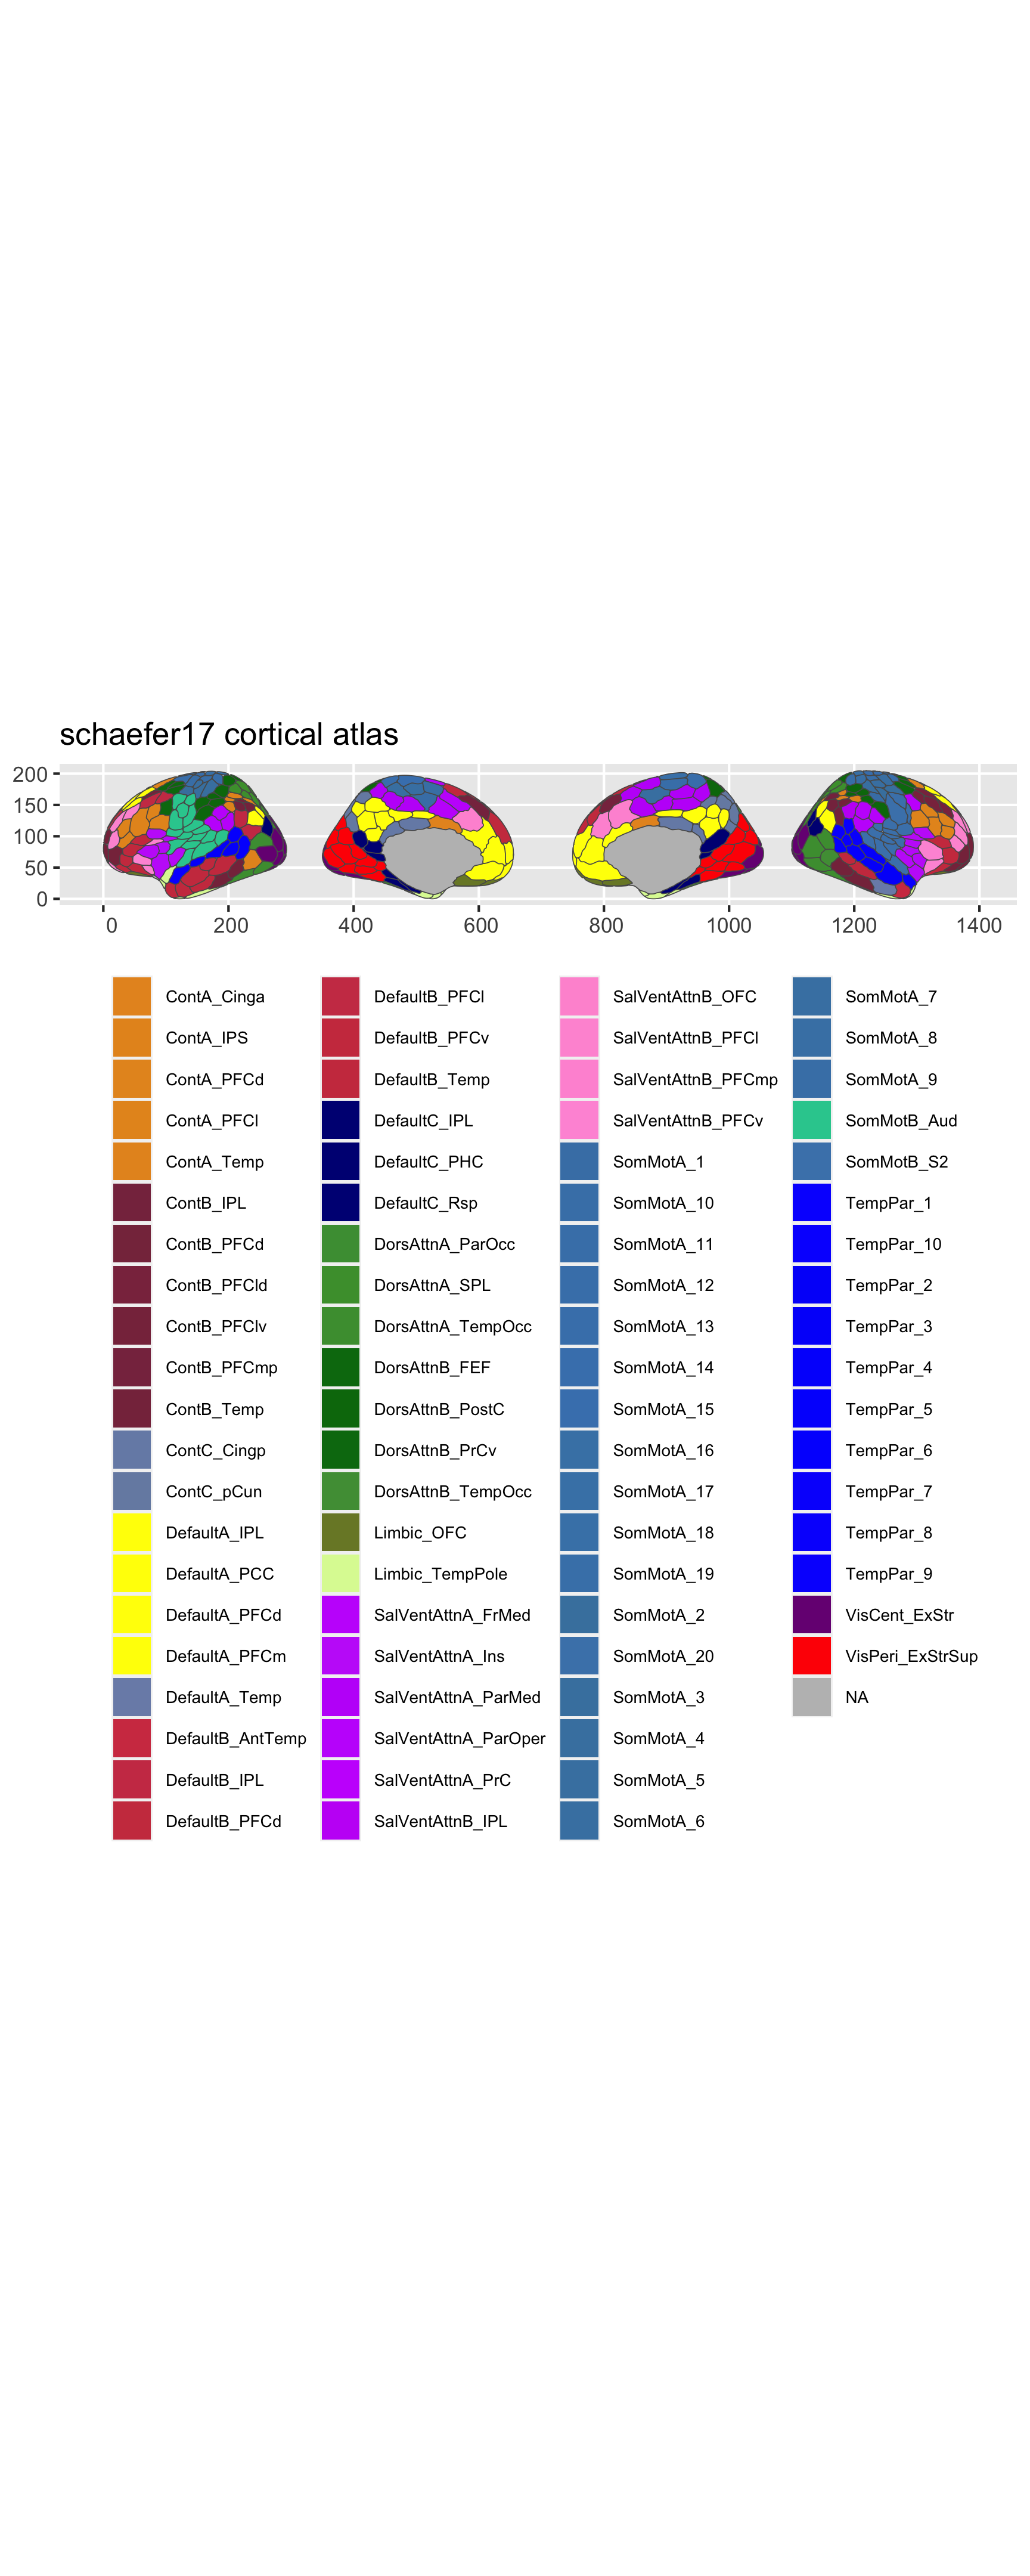 schaefer17 cortical atlas
200
150
100
50
0
0 200 400 600 800 1000 1200 1400
ContA_Cinga
ContA_IPS
ContA_PFCd
ContA_PFCl
ContA_Temp
ContB_IPL
ContB_PFCd
ContB_PFCld
ContB_PFClv
ContB_PFCmp
ContB_Temp
ContC_Cingp
ContC_pCun
DefaultA_IPL
DefaultA_PCC
DefaultA_PFCd
DefaultA_PFCm
DefaultA_Temp
DefaultB_AntTemp
DefaultB_IPL
DefaultB_PFCd
DefaultB_PFCl
DefaultB_PFCv
DefaultB_Temp
DefaultC_IPL
DefaultC_PHC
DefaultC_Rsp
DorsAttnA_ParOcc
DorsAttnA_SPL
DorsAttnA_TempOcc
DorsAttnB_FEF
DorsAttnB_PostC
DorsAttnB_PrCv
DorsAttnB_TempOcc
Limbic_OFC
Limbic_TempPole
SalVentAttnA_FrMed
SalVentAttnA_Ins
SalVentAttnA_ParMed
SalVentAttnA_ParOper
SalVentAttnA_PrC
SalVentAttnB_IPL
SalVentAttnB_OFC
SalVentAttnB_PFCl
SalVentAttnB_PFCmp
SalVentAttnB_PFCv
SomMotA_1
SomMotA_10
SomMotA_11
SomMotA_12
SomMotA_13
SomMotA_14
SomMotA_15
SomMotA_16
SomMotA_17
SomMotA_18
SomMotA_19
SomMotA_2
SomMotA_20
SomMotA_3
SomMotA_4
SomMotA_5
SomMotA_6
SomMotA_7
SomMotA_8
SomMotA_9
SomMotB_Aud
SomMotB_S2
TempPar_1
TempPar_10
TempPar_2
TempPar_3
TempPar_4
TempPar_5
TempPar_6
TempPar_7
TempPar_8
TempPar_9
VisCent_ExStr
VisPeri_ExStrSup
NA